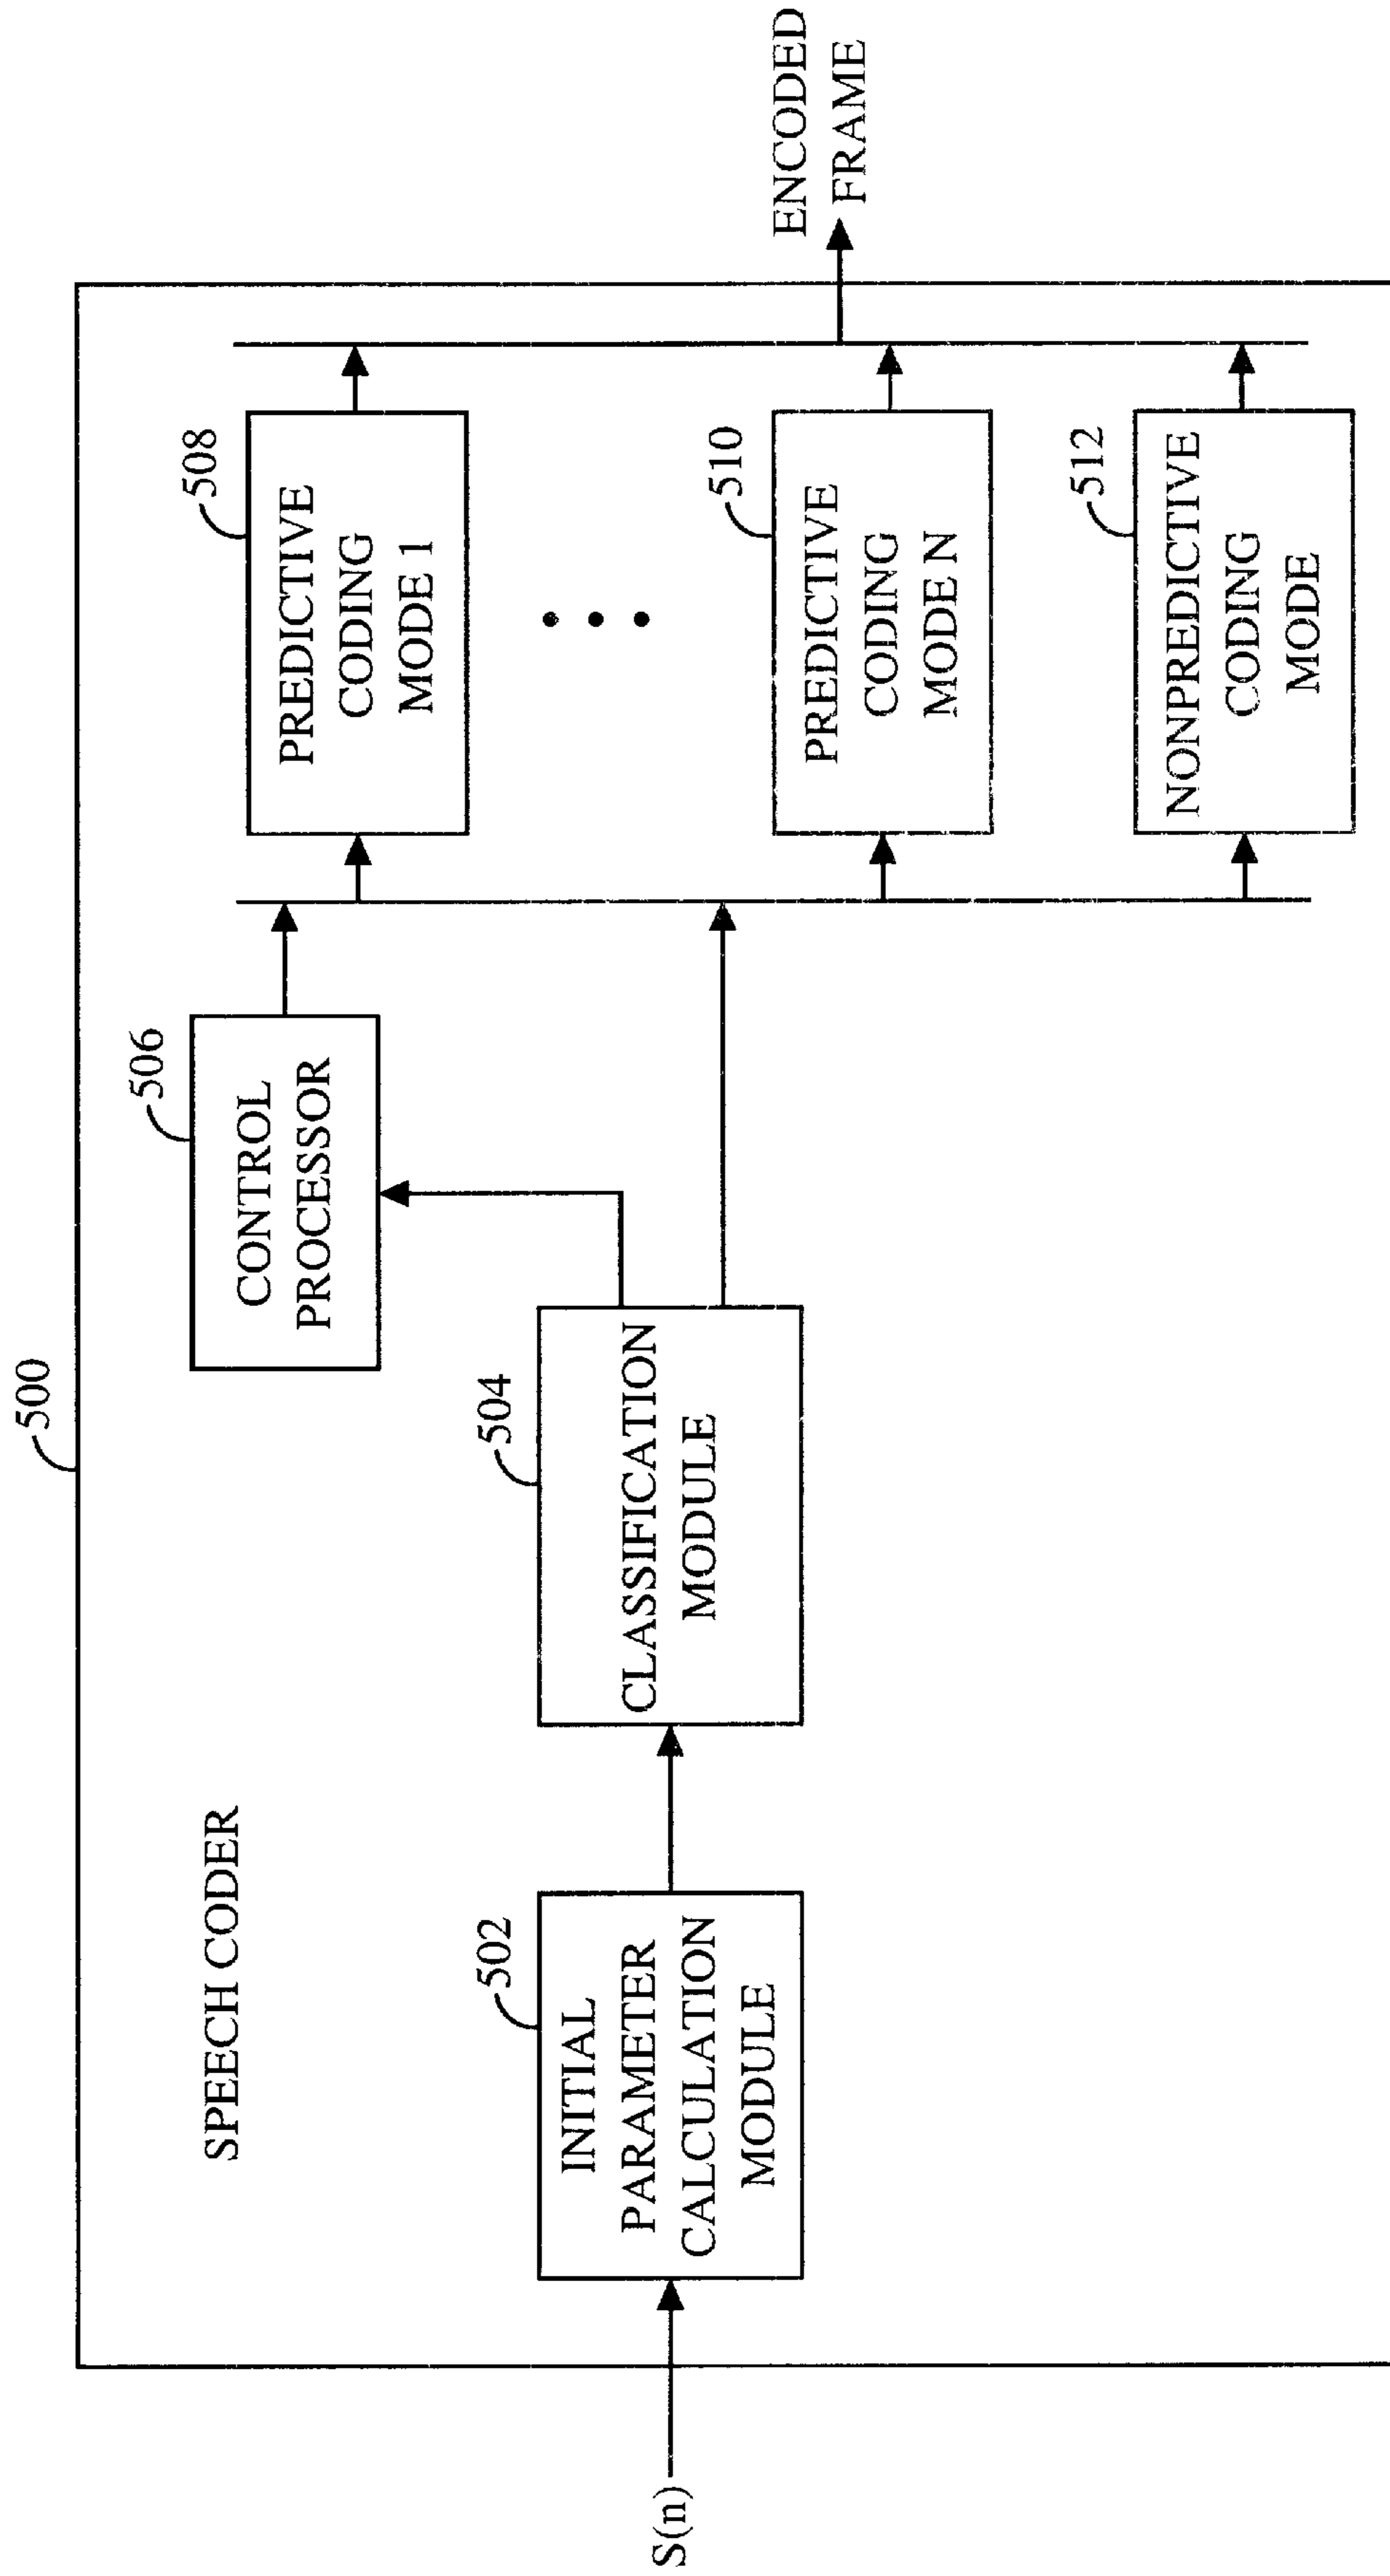 500
SPEECH CODER
S(n)
502
INITIAL
PARAMETER
CALCULATION
MODULE
504
CLASSIFICATION
MODULE
506
CONTROL
PROCESSOR
508
PREDICTIVE
CODING
MODE 1
510
PREDICTIVE
CODING
MODE N
512
NONPREDICTIVE
CODING
MODE
ENCODED
FRAME